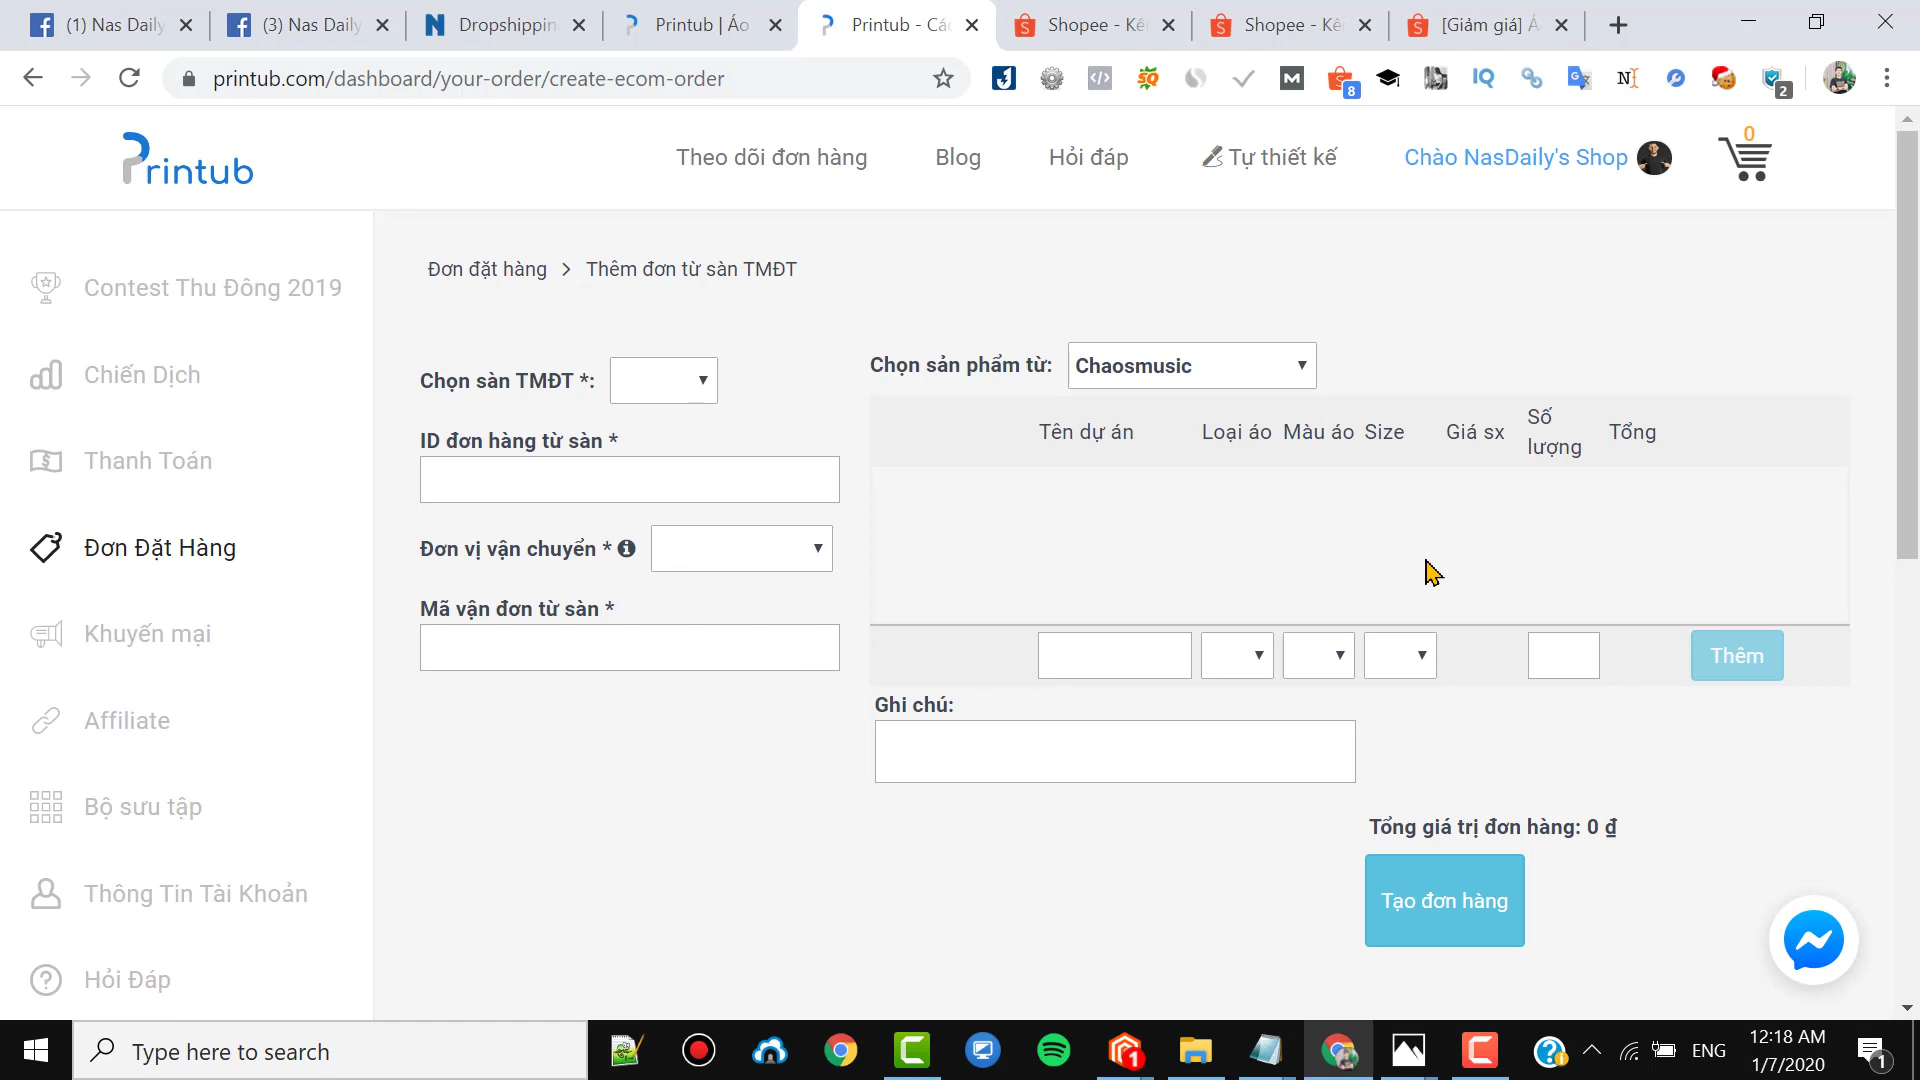 (1) Nas Daily
(3) Nas Daily
Dropshippin
Printub | Áo
Printub - Cá
Shopee - Kê
Shopee - Kê
[Giảm giá] Á
printub.com/dashboard/your-order/create-ecom-order
8
2
Printub
Theo dõi đơn hàng
Blog
Hỏi đáp
Tự thiết kế
Chào NasDaily's Shop
0
Contest Thu Đông 2019
Chiến Dịch
Thanh Toán
Đơn Đặt Hàng
Khuyến mại
Affiliate
Bộ sưu tập
Thông Tin Tài Khoản
Hỏi Đáp
Đơn đặt hàng > Thêm đơn từ sàn TMĐT
Chọn sàn TMĐT *:
ID đơn hàng từ sàn *
Đơn vị vận chuyển *
Mã vận đơn từ sàn *
Chọn sản phẩm từ: Chaosmusic
Tên dự án
Loại áo
Màu áo
Size
Giá sx
Số lượng
Tổng
Thêm
Ghi chú:
Tổng giá trị đơn hàng: 0 ₫
Tạo đơn hàng
Type here to search
1
ENG
12:18 AM
1/7/2020
1